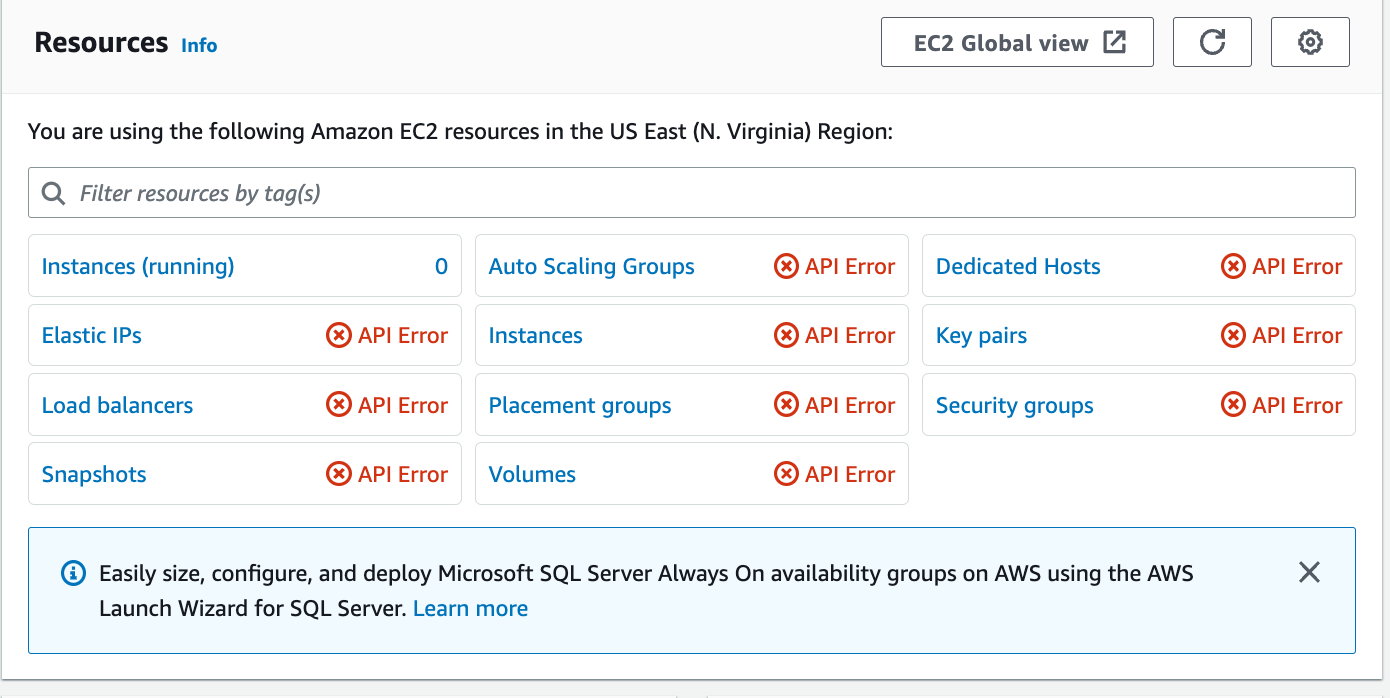 Resources Info
EC2 Global view
You are using the following Amazon EC2 resources in the US East (N. Virginia) Region:
Filter resources by tag(s)
Instances (running) 0
Auto Scaling Groups API Error
Dedicated Hosts API Error
Elastic IPs API Error
Instances API Error
Key pairs API Error
Load balancers API Error
Placement groups API Error
Security groups API Error
Snapshots API Error
Volumes API Error
Easily size, configure, and deploy Microsoft SQL Server Always On availability groups on AWS using the AWS
Launch Wizard for SQL Server. Learn more